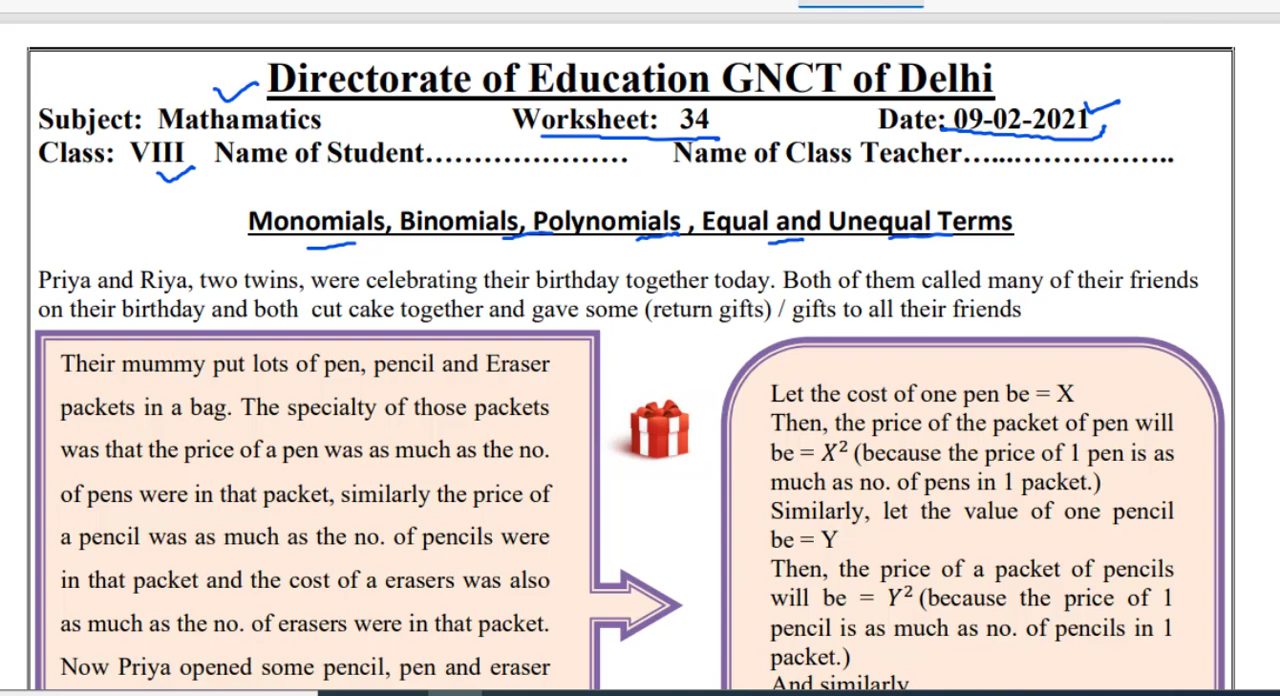 Directorate of Education GNCT of Delhi
Subject: Mathamatics Worksheet: 34 Date: 09-02-2021
Class: VIII Name of Student………………… Name of Class Teacher…...……………..
Monomials, Binomials, Polynomials , Equal and Unequal Terms
Priya and Riya, two twins, were celebrating their birthday together today. Both of them called many of their friends
on their birthday and both cut cake together and gave some (return gifts) / gifts to all their friends
Their mummy put lots of pen, pencil and Eraser
packets in a bag. The specialty of those packets
was that the price of a pen was as much as the no.
of pens were in that packet, similarly the price of
a pencil was as much as the no. of pencils were
in that packet and the cost of a erasers was also
as much as the no. of erasers were in that packet.
Now Priya opened some pencil, pen and eraser
Let the cost of one pen be = X
Then, the price of the packet of pen will
be = X² (because the price of 1 pen is as
much as no. of pens in 1 packet.)
Similarly, let the value of one pencil
be = Y
Then, the price of a packet of pencils
will be = Y² (because the price of 1
pencil is as much as no. of pencils in 1
packet.)
And similarly